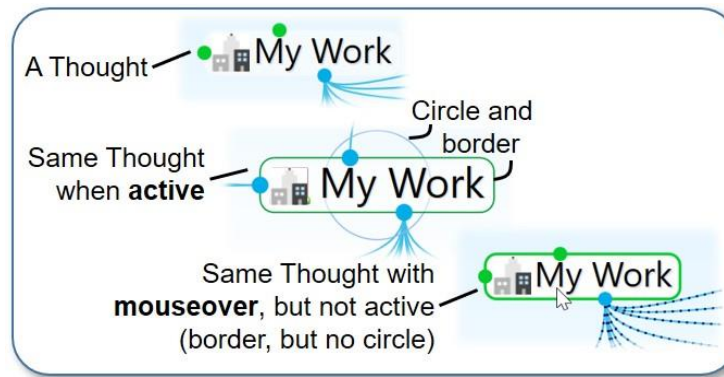 My Work
A Thought
Circle and
border
Same Thought
when active
My Work
Same Thought with
mouseover, but not active
(border, but no circle)
My Work